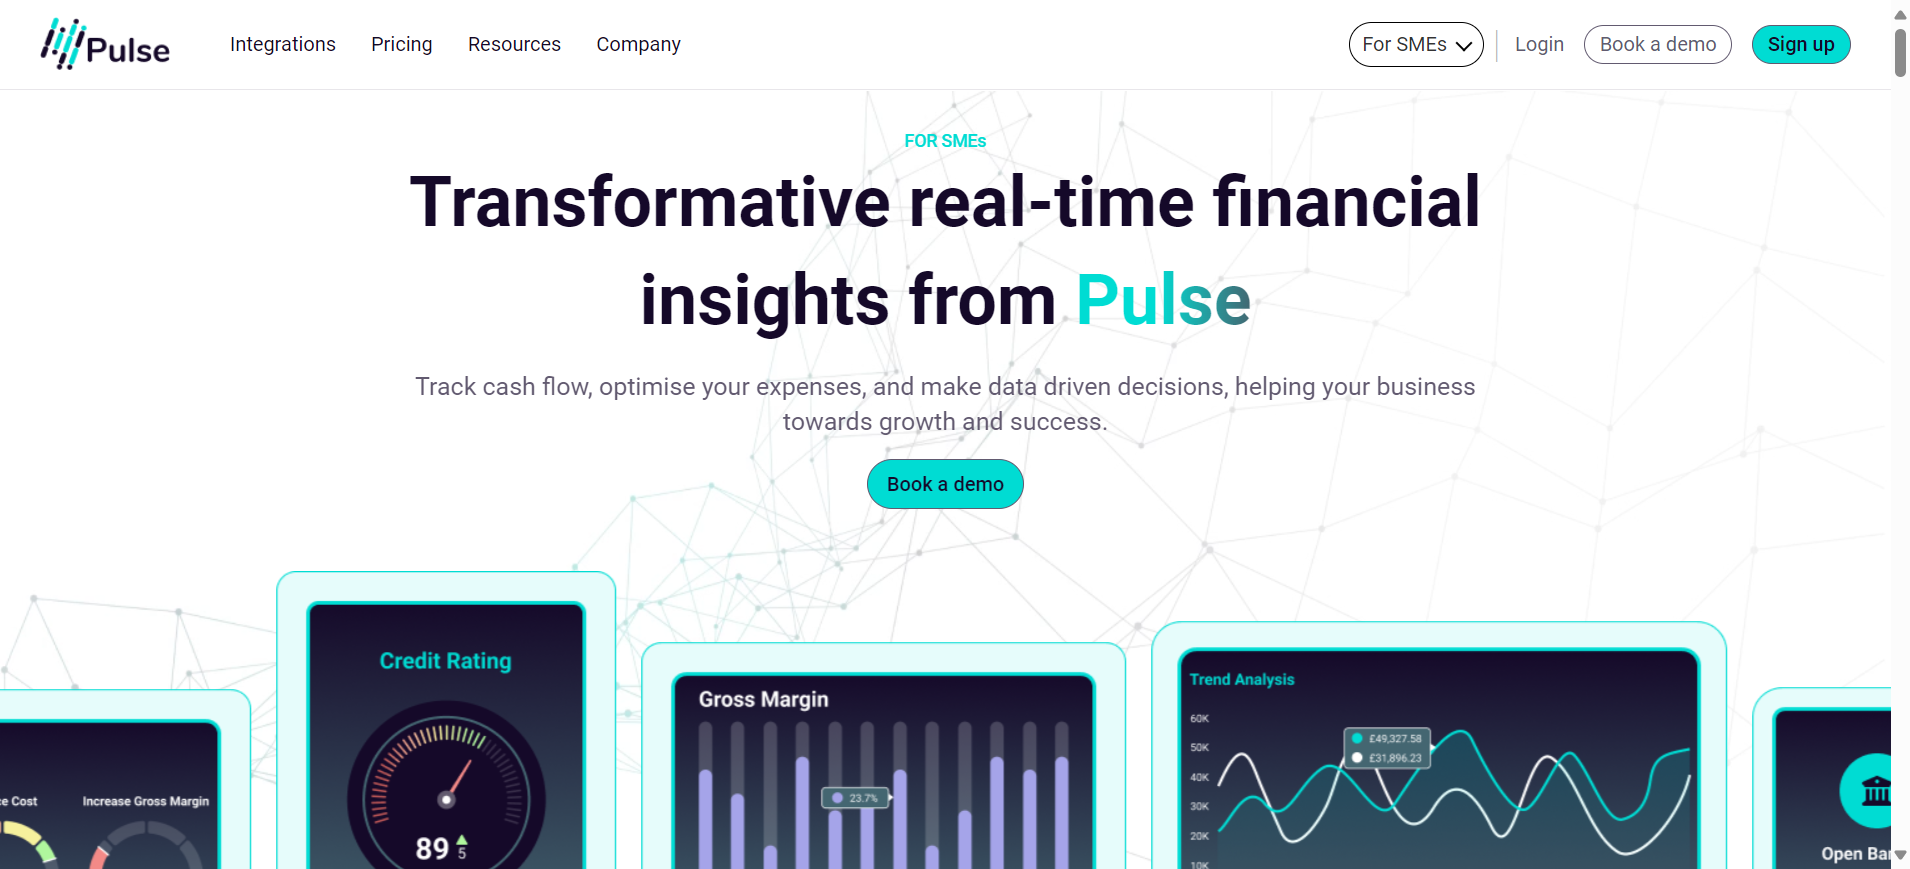 Pulse
Integrations
Pricing
Resources
Company
For SMEs
Login
Book a demo
Sign up
FOR SMEs
Transformative real-time financial
insights from Pulse
Track cash flow, optimise your expenses, and make data driven decisions, helping your business
towards growth and success.
Book a demo
Cost
Increase Gross Margin
Credit Rating
89
5
Gross Margin
23.7%
Trend Analysis
60K
50K
40K
30K
20K
10K
£49,327.58
£31,896.23
Open